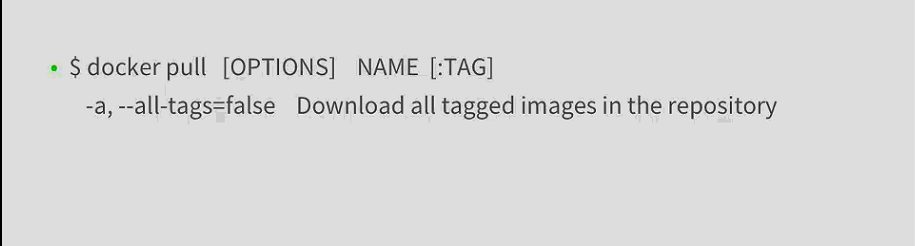 • $ docker pull [OPTIONS] NAME [:TAG]
-a, --all-tags=false Download all tagged images in the repository